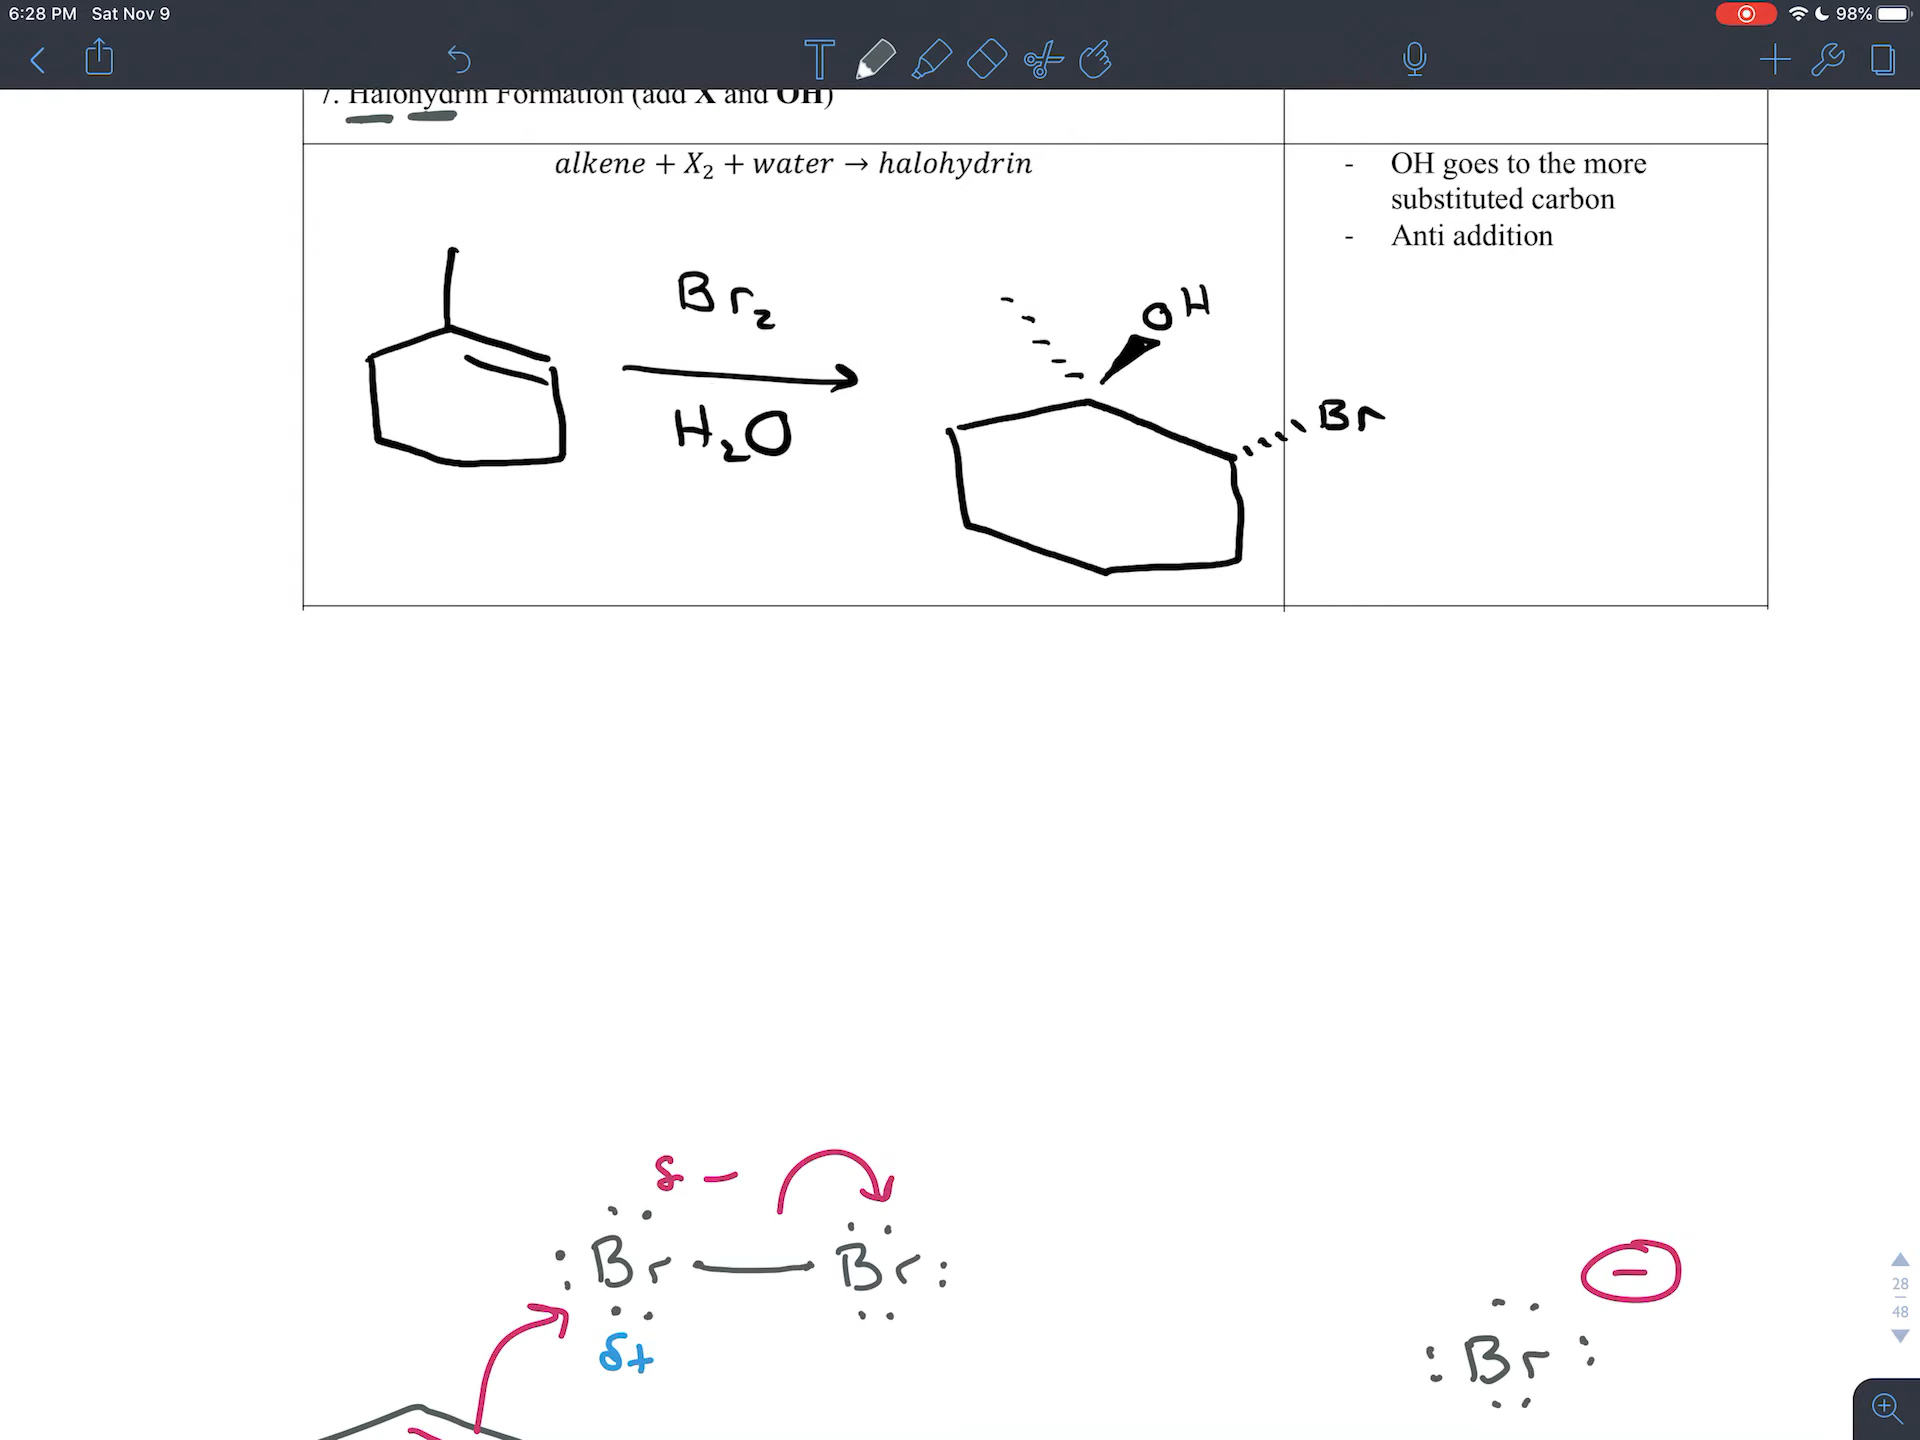 6:28 PM Sat Nov 9
98%
7. Halohydrin Formation (add X and OH)
alkene + X₂ + water → halohydrin
- OH goes to the more
substituted carbon
- Anti addition
Br₂
H₂O
OH
Br
δ −
:Br — Br:
δ+
−
:Br:
28
48